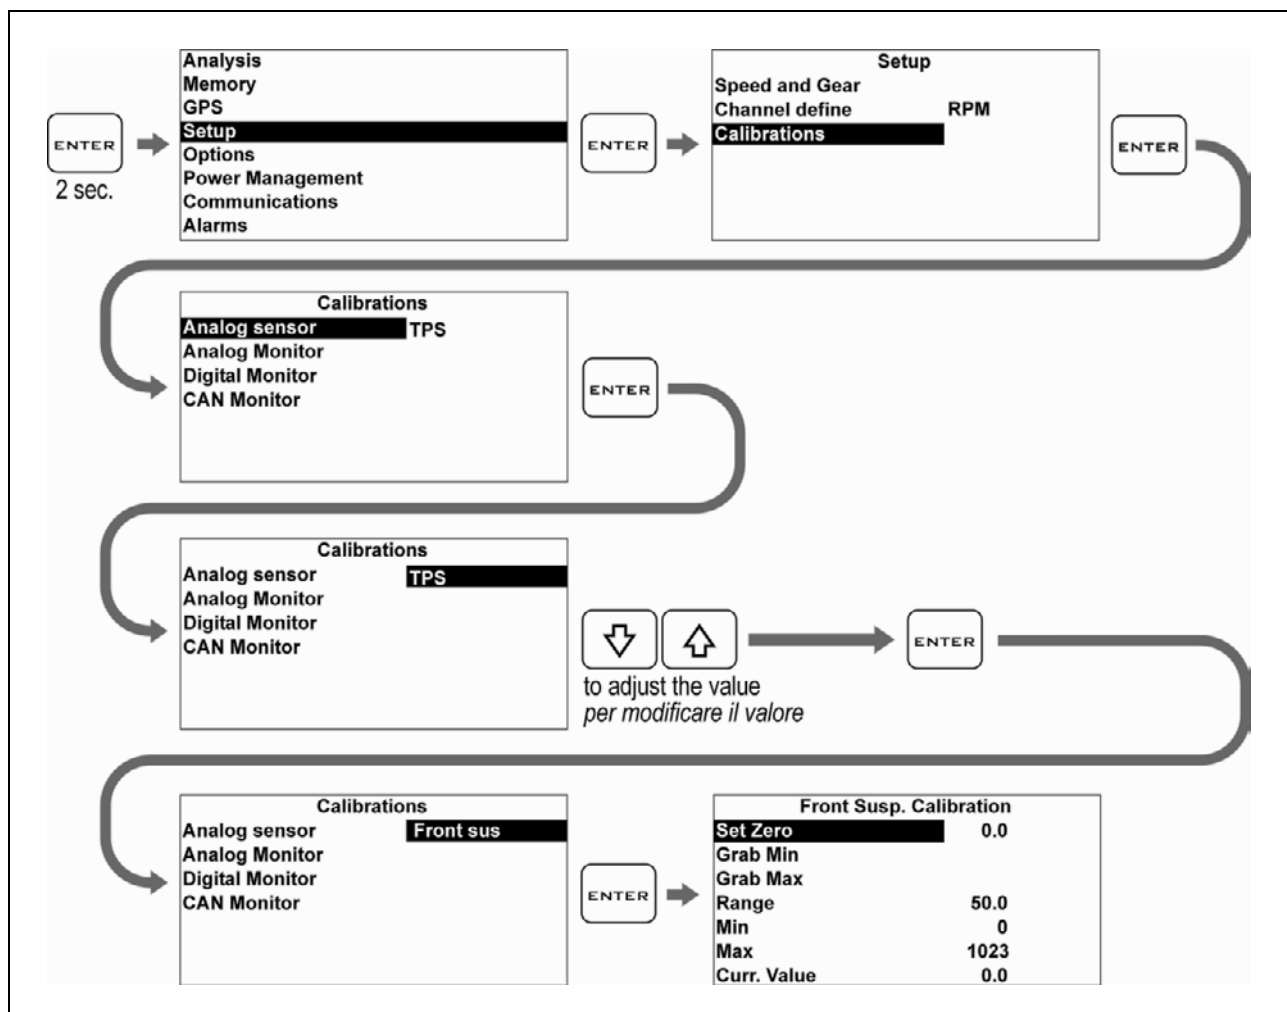 ENTER
2 sec.
Analysis
Memory
GPS
Setup
Options
Power Management
Communications
Alarms
ENTER
Setup
Speed and Gear
Channel define RPM
Calibrations
ENTER
Calibrations
Analog sensor TPS
Analog Monitor
Digital Monitor
CAN Monitor
ENTER
Calibrations
Analog sensor TPS
Analog Monitor
Digital Monitor
CAN Monitor
to adjust the value
per modificare il valore
ENTER
Calibrations
Analog sensor Front sus
Analog Monitor
Digital Monitor
CAN Monitor
ENTER
Front Susp. Calibration
Set Zero 0.0
Grab Min
Grab Max
Range 50.0
Min 0
Max 1023
Curr. Value 0.0